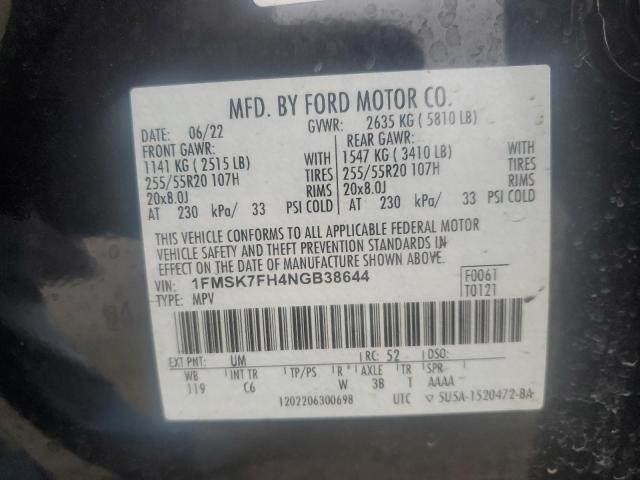 MFD. BY FORD MOTOR CO.
DATE: 06/22 GVWR: 2635 KG ( 5810 LB)
FRONT GAWR: REAR GAWR:
1141 KG ( 2515 LB) WITH 1547 KG ( 3410 LB) WITH
255/55R20 107H TIRES 255/55R20 107H TIRES
20x8.0J RIMS 20x8.0J RIMS
AT 230 kPa/ 33 PSI COLD AT 230 kPa/ 33 PSI COLD
THIS VEHICLE CONFORMS TO ALL APPLICABLE FEDERAL MOTOR
VEHICLE SAFETY AND THEFT PREVENTION STANDARDS IN
EFFECT ON THE DATE OF MANUFACTURE SHOWN ABOVE.
VIN: 1FMSK7FH4NGB38644 F0061
TYPE: MPV T0121
EXT PNT: UM RC: 52 DSO:
WB INT TR TP/PS R AXLE TR SPR
119 C6 W 3B T AAAA
1202206300698 UTC ▽ 5U5A-1520472-BA